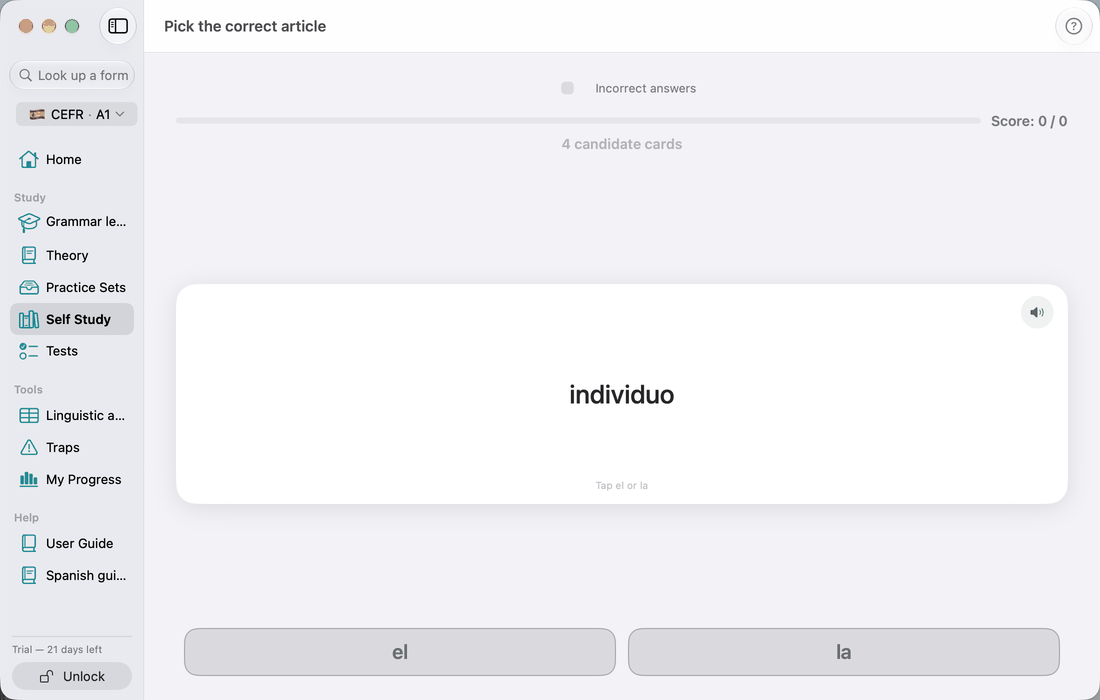 Pick the correct article
Look up a form
CEFR · A1
Home
Study
Grammar le...
Theory
Practice Sets
Self Study
Tests
Tools
Linguistic a...
Traps
My Progress
Help
User Guide
Spanish gui...
Trial — 21 days left
Unlock
Incorrect answers
Score: 0 / 0
4 candidate cards
individuo
Tap el or la
el
la